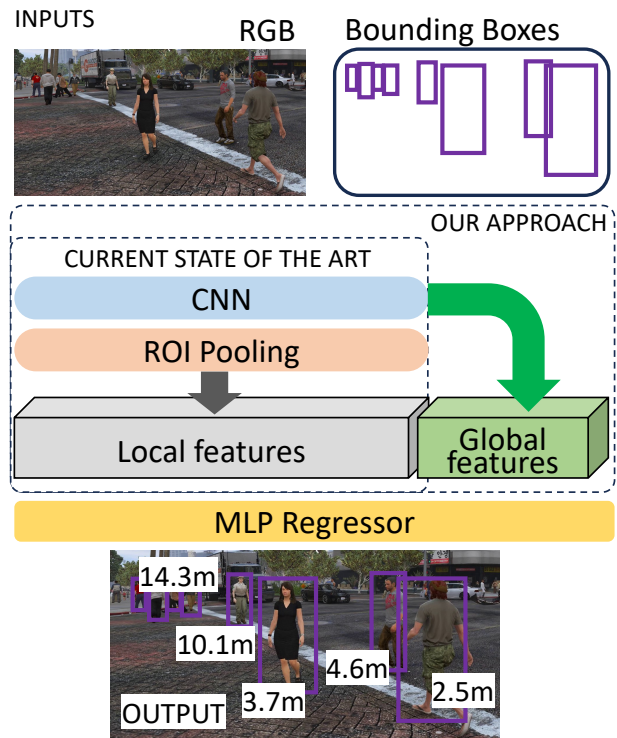 INPUTS
RGB
Bounding Boxes
OUR APPROACH
CURRENT STATE OF THE ART
CNN
ROI Pooling
Local features
Global
features
MLP Regressor
14.3m
10.1m
4.6m
3.7m
2.5m
OUTPUT